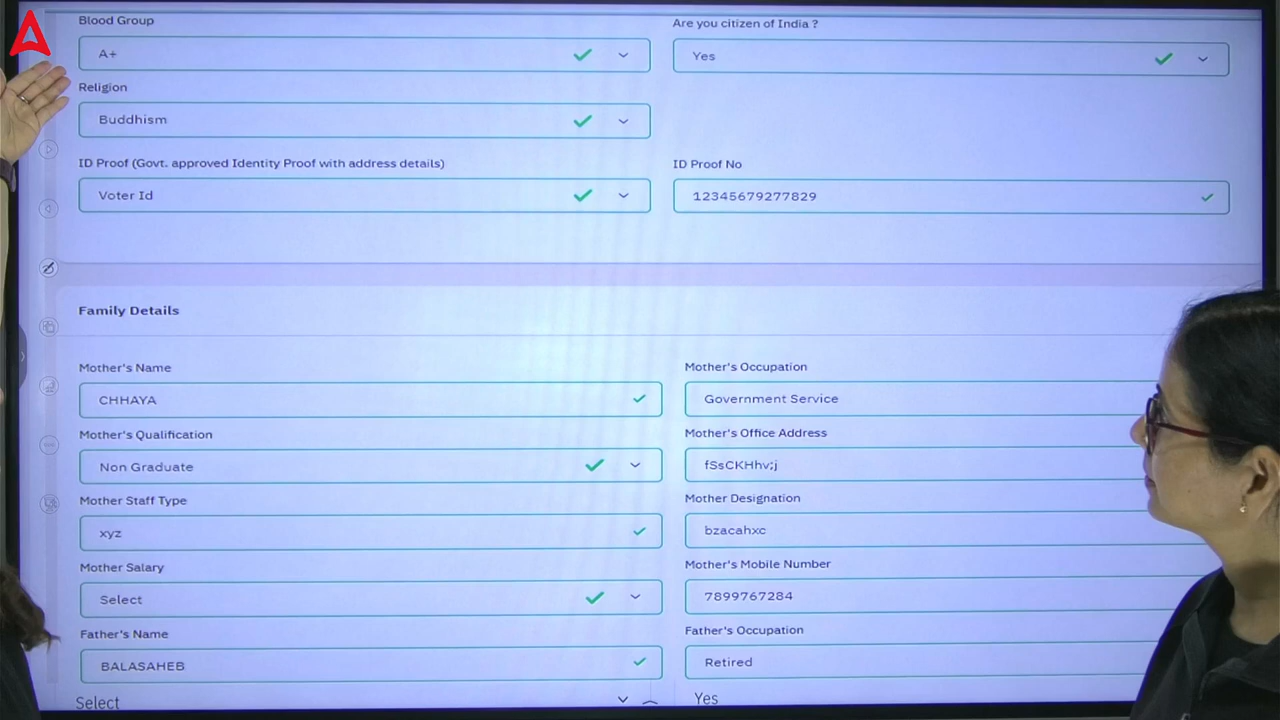 Blood Group
Are you citizen of India ?
A+
Yes
Religion
Buddhism
ID Proof (Govt. approved Identity Proof with address details)
ID Proof No
Voter Id
12345679277829
Family Details
Mother's Name
Mother's Occupation
CHHAYA
Government Service
Mother's Qualification
Mother's Office Address
Non Graduate
fSsCKHhv;j
Mother Staff Type
Mother Designation
xyz
bzacahxc
Mother Salary
Mother's Mobile Number
Select
7899767284
Father's Name
Father's Occupation
BALASAHEB
Retired
Select
Yes